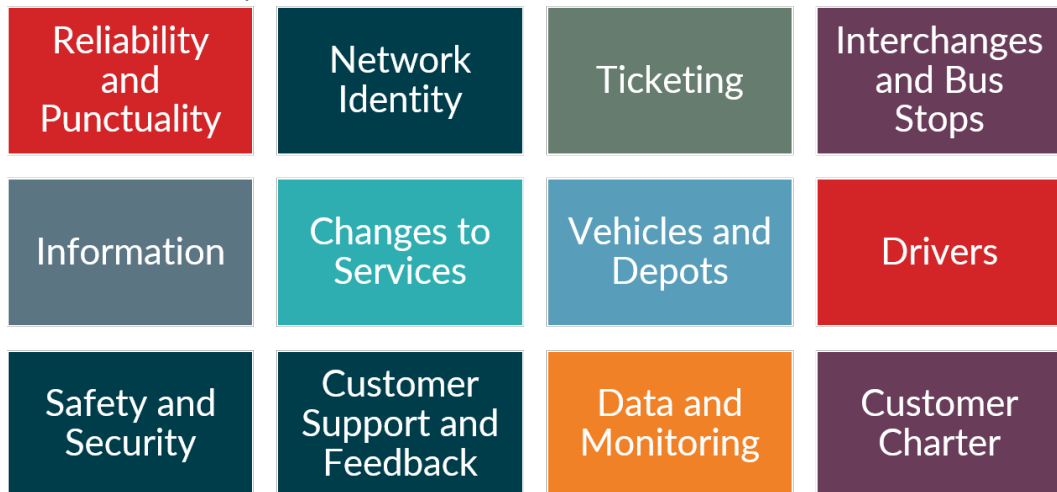 Reliability
and
Punctuality
Network
Identity
Ticketing
Interchanges
and Bus
Stops
Information
Changes to
Services
Vehicles and
Depots
Drivers
Safety and
Security
Customer
Support and
Feedback
Data and
Monitoring
Customer
Charter